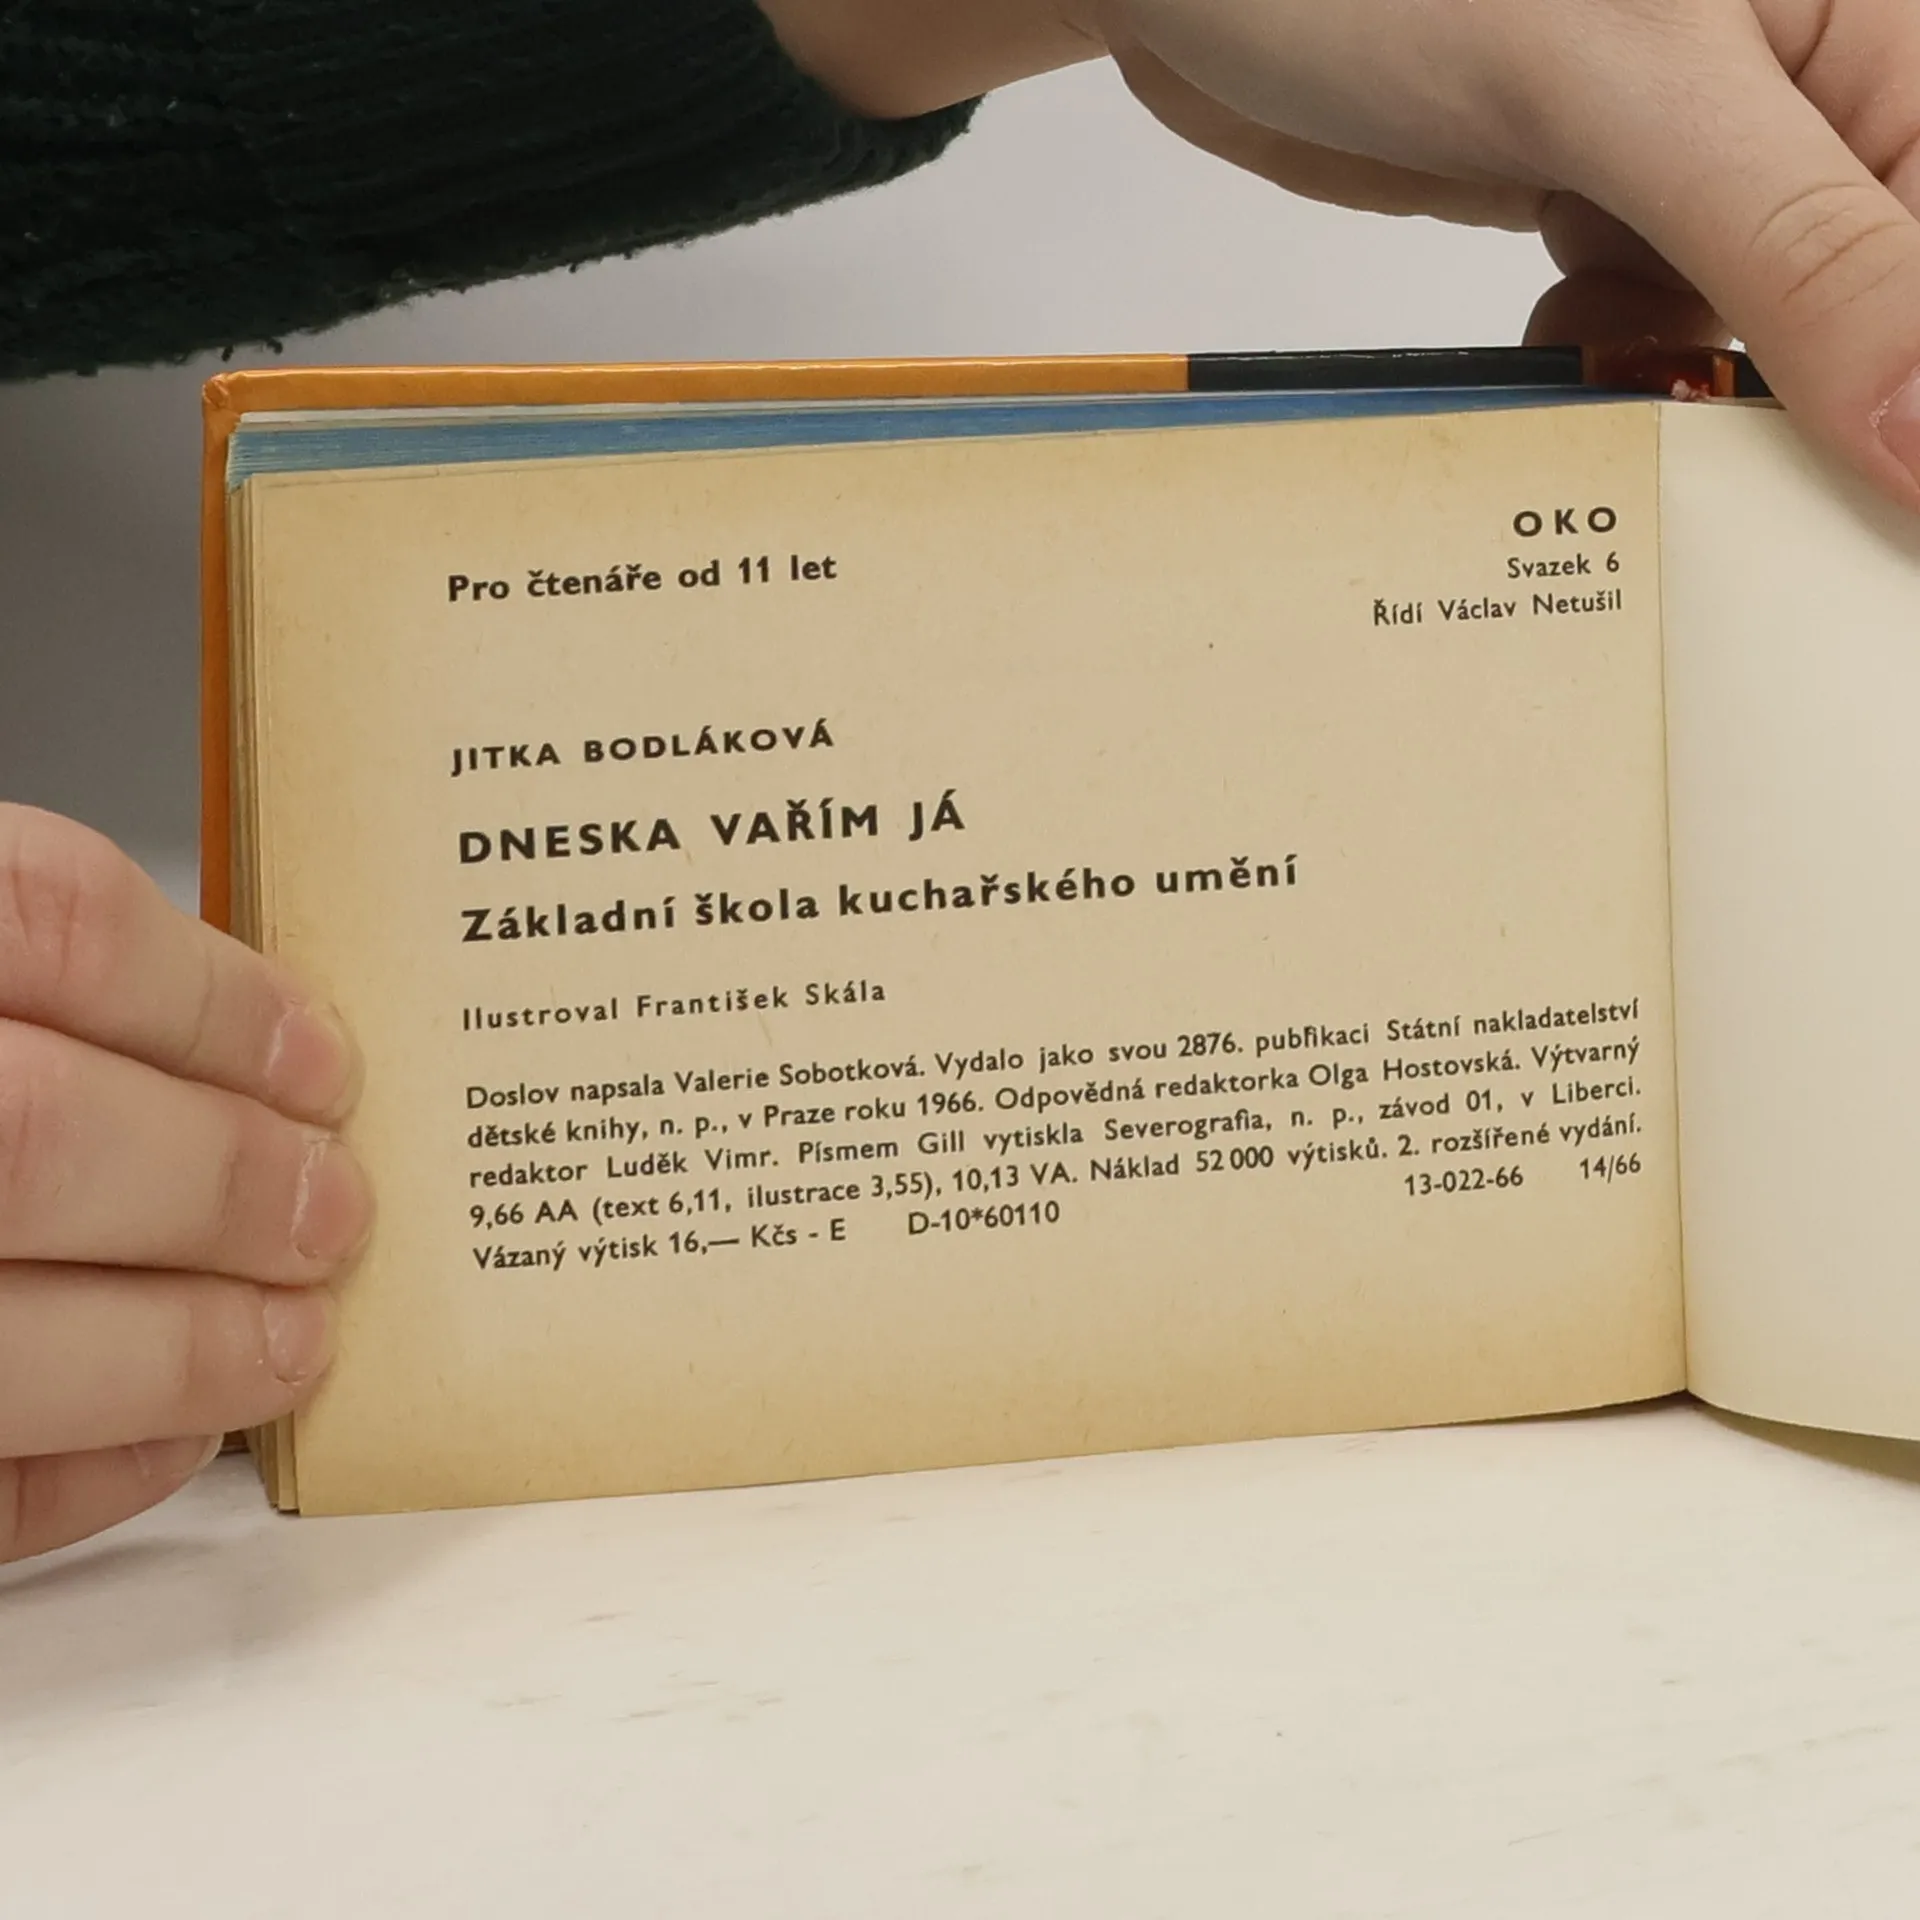 OKO
Svazek 6
Řídí Václav Netušil
Pro čtenáře od 11 let
JITKA BODLÁKOVÁ
DNESKA VAŘÍM JÁ
Základní škola kuchařského umění
Ilustroval František Skála
Doslov napsala Valerie Sobotková. Vydalo jako svou 2876. publikaci Státní nakladatelství
dětské knihy, n. p., v Praze roku 1966. Odpovědná redaktorka Olga Hostovská. Výtvarný
redaktor Luděk Vimr. Písmem Gill vytiskla Severografia, n. p., závod 01, v Liberci.
9,66 AA (text 6,11, ilustrace 3,55), 10,13 VA. Náklad 52 000 výtisků. 2. rozšířené vydání.
Vázaný výtisk 16,— Kčs - E D-10*60110 13-022-66 14/66